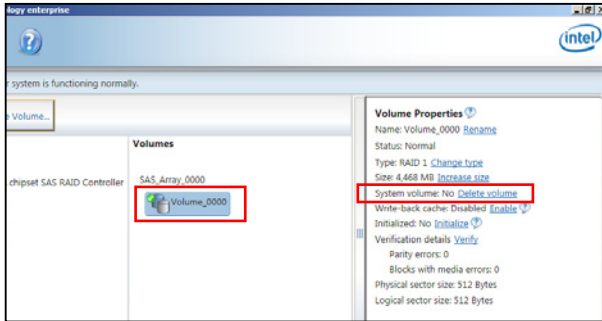 ology enterprise
intel
system is functioning normally.
Volume...
Volumes
chipset SAS RAID Controller
SAS_Array_0000
Volume_0000
Volume Properties
Name: Volume_0000 Rename
Status: Normal
Type: RAID 1 Change type
Size: 4,468 MB Increase size
System volume: No Delete volume
Write-back cache: Disabled Enable
Initialized: No Initialize
Verification details Verify
Parity errors: 0
Blocks with media errors: 0
Physical sector size: 512 Bytes
Logical sector size: 512 Bytes